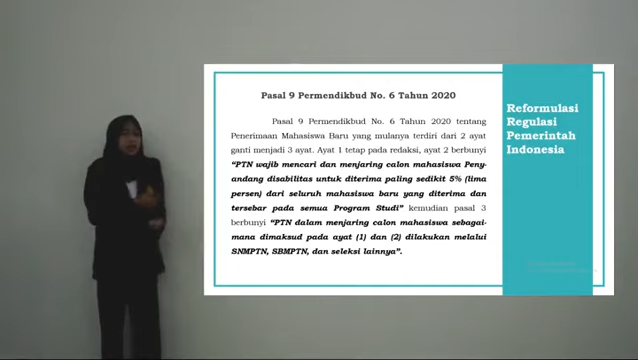 Pasal 9 Permendikbud No. 6 Tahun 2020
Pasal 9 Permendikbud No. 6 Tahun 2020 tentang
Penerimaan Mahasiswa Baru yang mulanya terdiri dari 2 ayat
ganti menjadi 3 ayat. Ayat 1 tetap pada redaksi, ayat 2 berbunyi
“PTN wajib mencari dan menjaring calon mahasiswa Peny-
andang disabilitas untuk diterima paling sedikit 5% (lima
persen) dari seluruh mahasiswa baru yang diterima dan
tersebar pada semua Program Studi” kemudian pasal 3
berbunyi “PTN dalam menjaring calon mahasiswa sebagai-
mana dimaksud pada ayat (1) dan (2) dilakukan melalui
SNMPTN, SBMPTN, dan seleksi lainnya”.
Reformulasi
Regulasi
Pemerintah
Indonesia